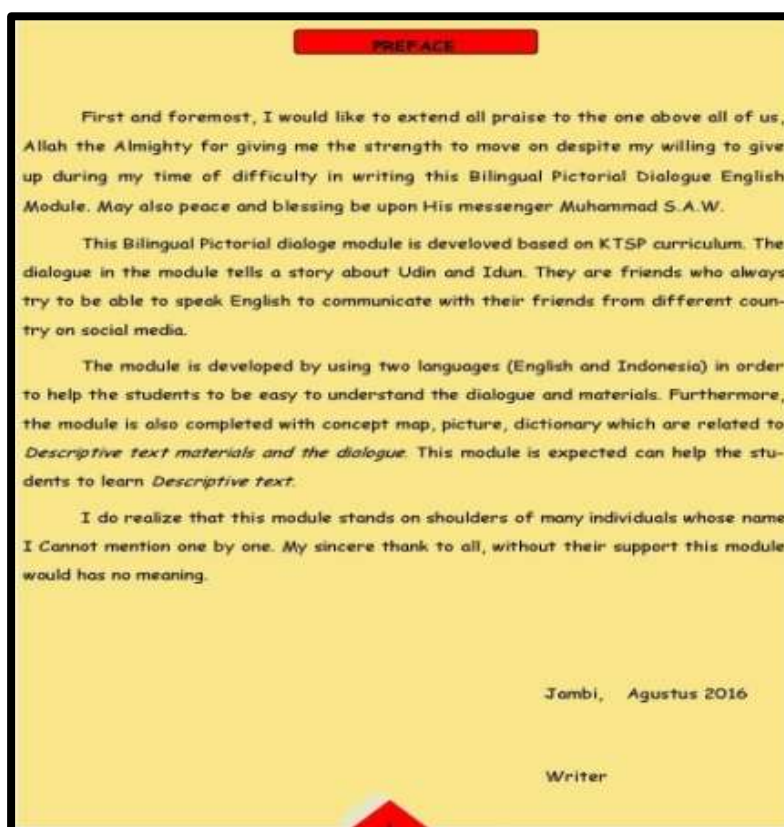 PREFACE
First and foremost, I would like to extend all praise to the one above all of us,
Allah the Almighty for giving me the strength to move on despite my willing to give
up during my time of difficulty in writing this Bilingual Pictorial Dialogue English
Module. May also peace and blessing be upon His messenger Muhammad S.A.W.
This Bilingual Pictorial dialoge module is develoved based on KTSP curriculum. The
dialogue in the module tells a story about Udin and Idun. They are friends who always
try to be able to speak English to communicate with their friends from different coun-
try on social media.
The module is developed by using two languages (English and Indonesia) in order
to help the students to be easy to understand the dialogue and materials. Furthermore,
the module is also completed with concept map, picture, dictionary which are related to
Descriptive text materials and the dialogue. This module is expected can help the stu-
dents to learn Descriptive text.
I do realize that this module stands on shoulders of many individuals whose name
I Cannot mention one by one. My sincere thank to all, without their support this module
would has no meaning.
Jambi, Agustus 2016
Writer